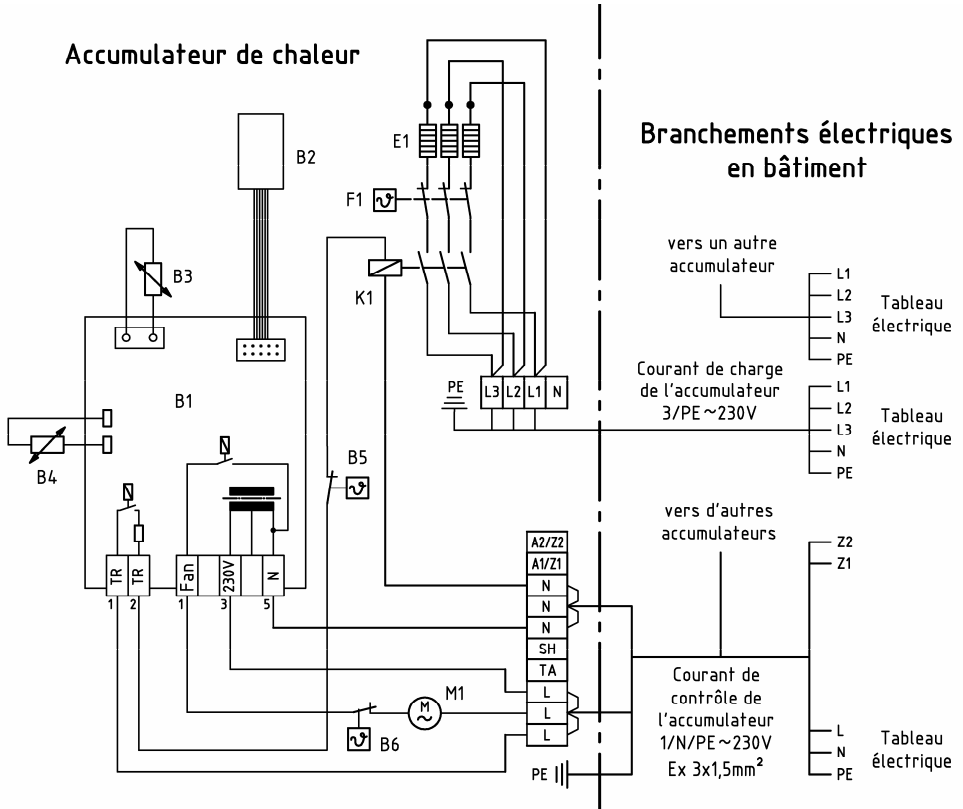 Accumulateur de chaleur
E1
B2
F1
B3
K1
B1
B4
B5
PE
L3 L2 L1 N
TR TR Fan 230V N
1 2 1 3 5
A2/Z2
A1/Z1
N
N
N
SH
TA
L
L
L
PE
M1
M
~
B6
Branchements électriques
en bâtiment
vers un autre
accumulateur
L1
L2
L3
N
PE
Tableau
électrique
Courant de charge
de l'accumulateur
3/PE ~230V
L1
L2
L3
N
PE
Tableau
électrique
vers d'autres
accumulateurs
Z2
Z1
Courant de
contrôle de
l'accumulateur
1/N/PE ~230V
Ex 3x1,5mm²
L
N
PE
Tableau
électrique